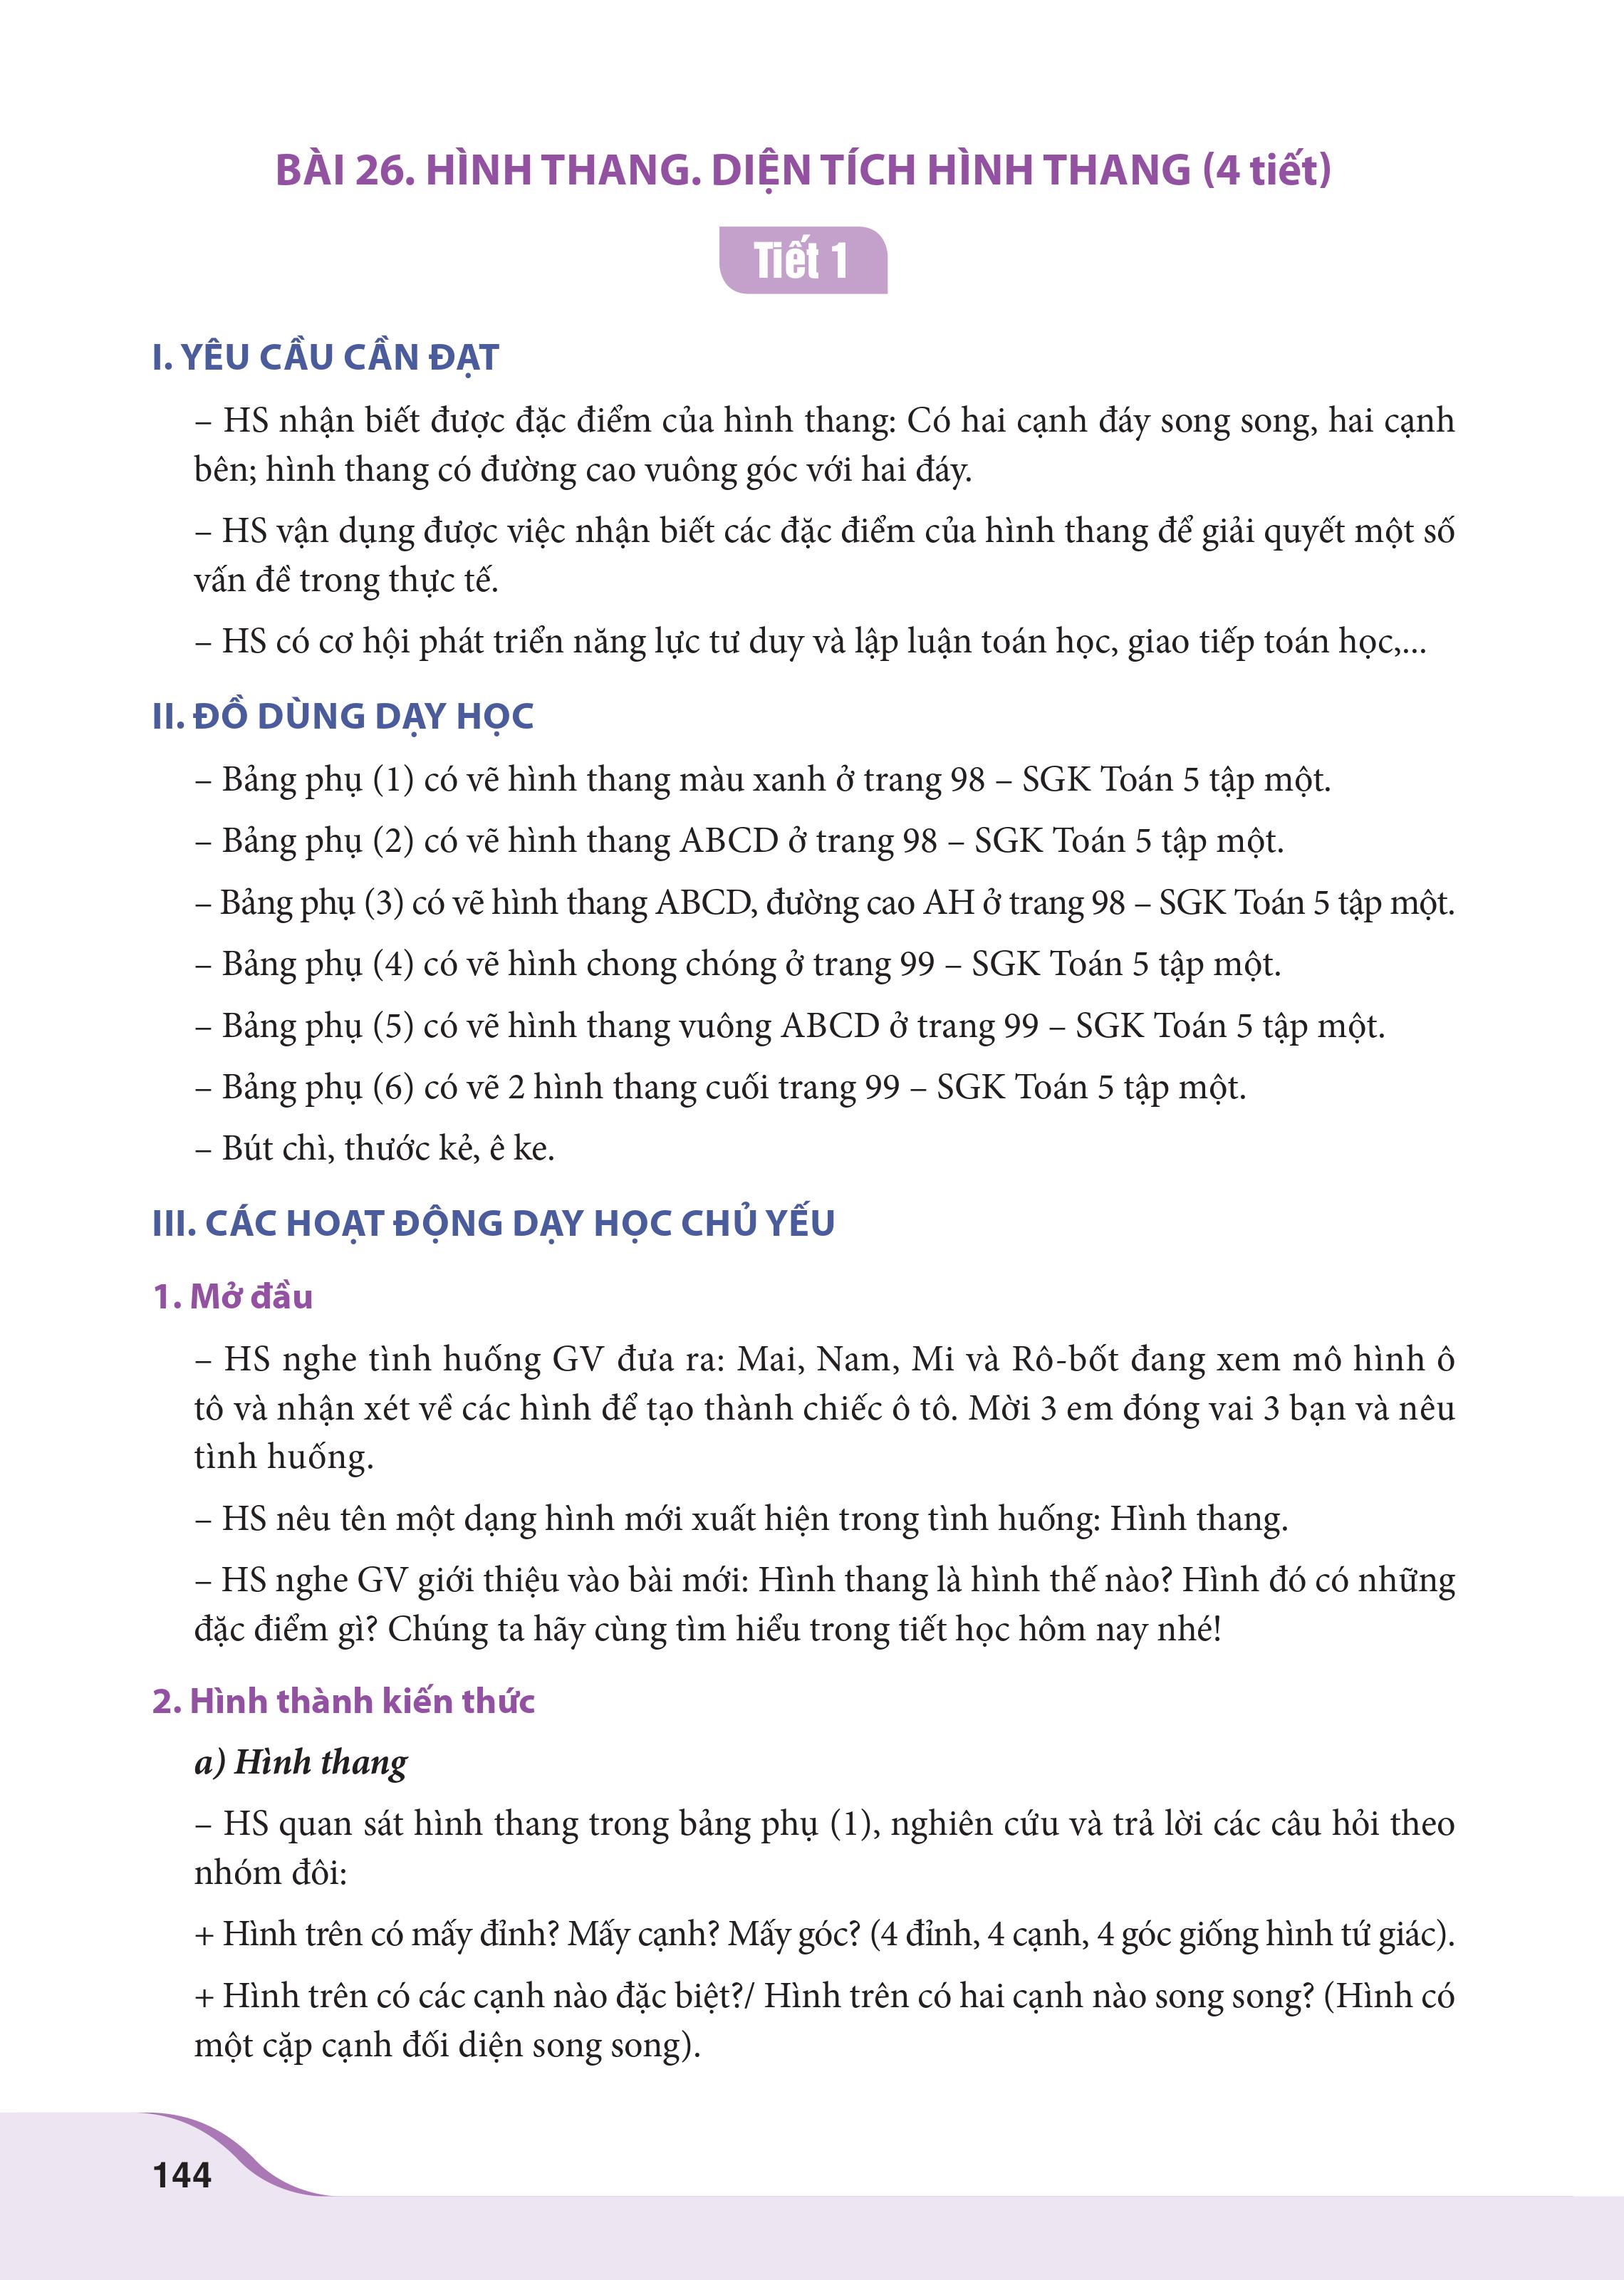 BÀI 26. HÌNH THANG. DIỆN TÍCH HÌNH THANG (4 tiết)
Tiết 1
I. YÊU CẦU CẦN ĐẠT
– HS nhận biết được đặc điểm của hình thang: Có hai cạnh đáy song song, hai cạnh
bên; hình thang có đường cao vuông góc với hai đáy.
– HS vận dụng được việc nhận biết các đặc điểm của hình thang để giải quyết một số
vấn đề trong thực tế.
– HS có cơ hội phát triển năng lực tư duy và lập luận toán học, giao tiếp toán học,...
II. ĐỒ DÙNG DẠY HỌC
– Bảng phụ (1) có vẽ hình thang màu xanh ở trang 98 – SGK Toán 5 tập một.
– Bảng phụ (2) có vẽ hình thang ABCD ở trang 98 – SGK Toán 5 tập một.
– Bảng phụ (3) có vẽ hình thang ABCD, đường cao AH ở trang 98 – SGK Toán 5 tập một.
– Bảng phụ (4) có vẽ hình chong chóng ở trang 99 – SGK Toán 5 tập một.
– Bảng phụ (5) có vẽ hình thang vuông ABCD ở trang 99 – SGK Toán 5 tập một.
– Bảng phụ (6) có vẽ 2 hình thang cuối trang 99 – SGK Toán 5 tập một.
– Bút chì, thước kẻ, ê ke.
III. CÁC HOẠT ĐỘNG DẠY HỌC CHỦ YẾU
1. Mở đầu
– HS nghe tình huống GV đưa ra: Mai, Nam, Mi và Rô-bốt đang xem mô hình ô
tô và nhận xét về các hình để tạo thành chiếc ô tô. Mời 3 em đóng vai 3 bạn và nêu
tình huống.
– HS nêu tên một dạng hình mới xuất hiện trong tình huống: Hình thang.
– HS nghe GV giới thiệu vào bài mới: Hình thang là hình thế nào? Hình đó có những
đặc điểm gì? Chúng ta hãy cùng tìm hiểu trong tiết học hôm nay nhé!
2. Hình thành kiến thức
a) Hình thang
– HS quan sát hình thang trong bảng phụ (1), nghiên cứu và trả lời các câu hỏi theo
nhóm đôi:
+ Hình trên có mấy đỉnh? Mấy cạnh? Mấy góc? (4 đỉnh, 4 cạnh, 4 góc giống hình tứ giác).
+ Hình trên có các cạnh nào đặc biệt?/ Hình trên có hai cạnh nào song song? (Hình có
một cặp cạnh đối diện song song).
144